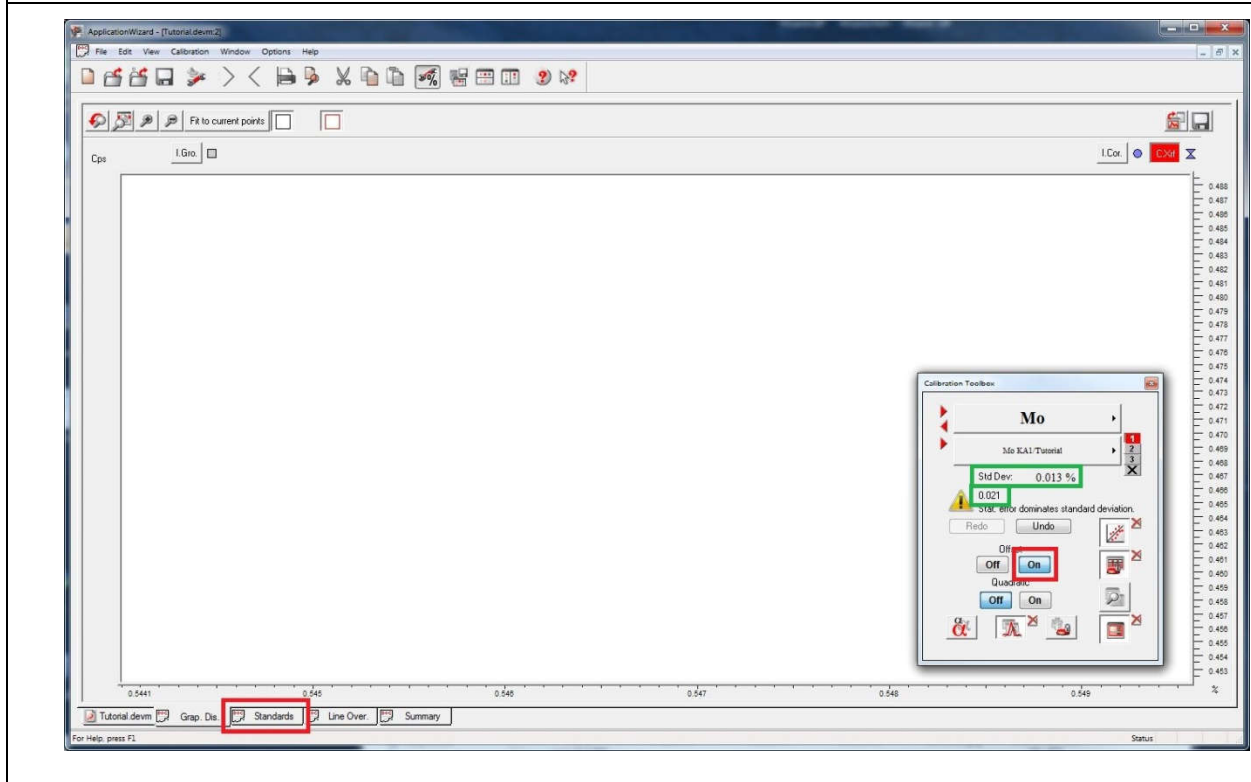 ApplicationWizard - [Tutorial.devm:2]
File Edit View Calibration Window Options Help
Fit to current points
Cps
I.Gro.
I.Cor.
C.Xrf
0.488
0.487
0.486
0.485
0.484
0.483
0.482
0.481
0.480
0.479
0.478
0.477
0.476
0.475
0.474
0.473
0.472
0.471
0.470
0.469
0.468
0.467
0.466
0.465
0.464
0.463
0.462
0.461
0.460
0.459
0.458
0.457
0.456
0.455
0.454
0.453
%
Calibration Toolbox
Mo
Mo KA1/Tutorial
1
2
3
Std Dev: 0.013 %
0.021
Stat. error dominates standard deviation.
Redo Undo
Off On
Quadratic
Off On
0.5441 0.545 0.546 0.547 0.548 0.549
Tutorial.devm Grap. Dis. Standards Line Over. Summary
For Help, press F1 Status